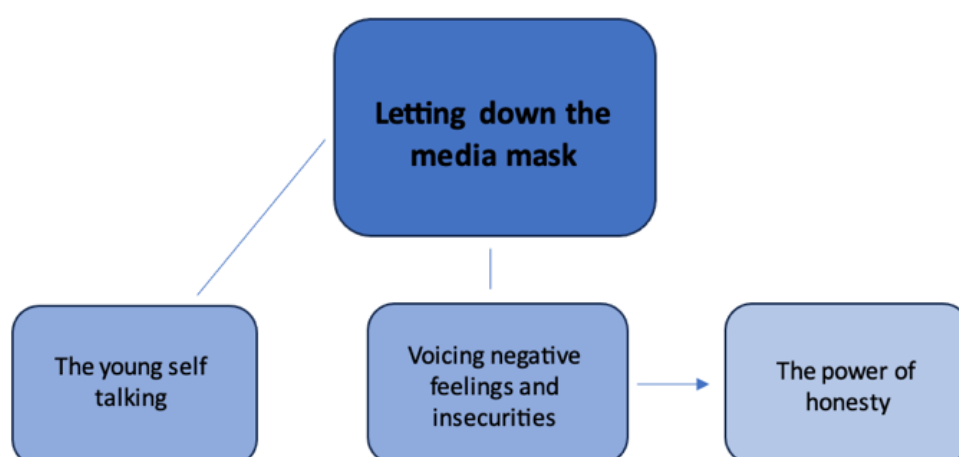 Letting down the
media mask
The young self
talking
Voicing negative
feelings and
insecurities
The power of
honesty